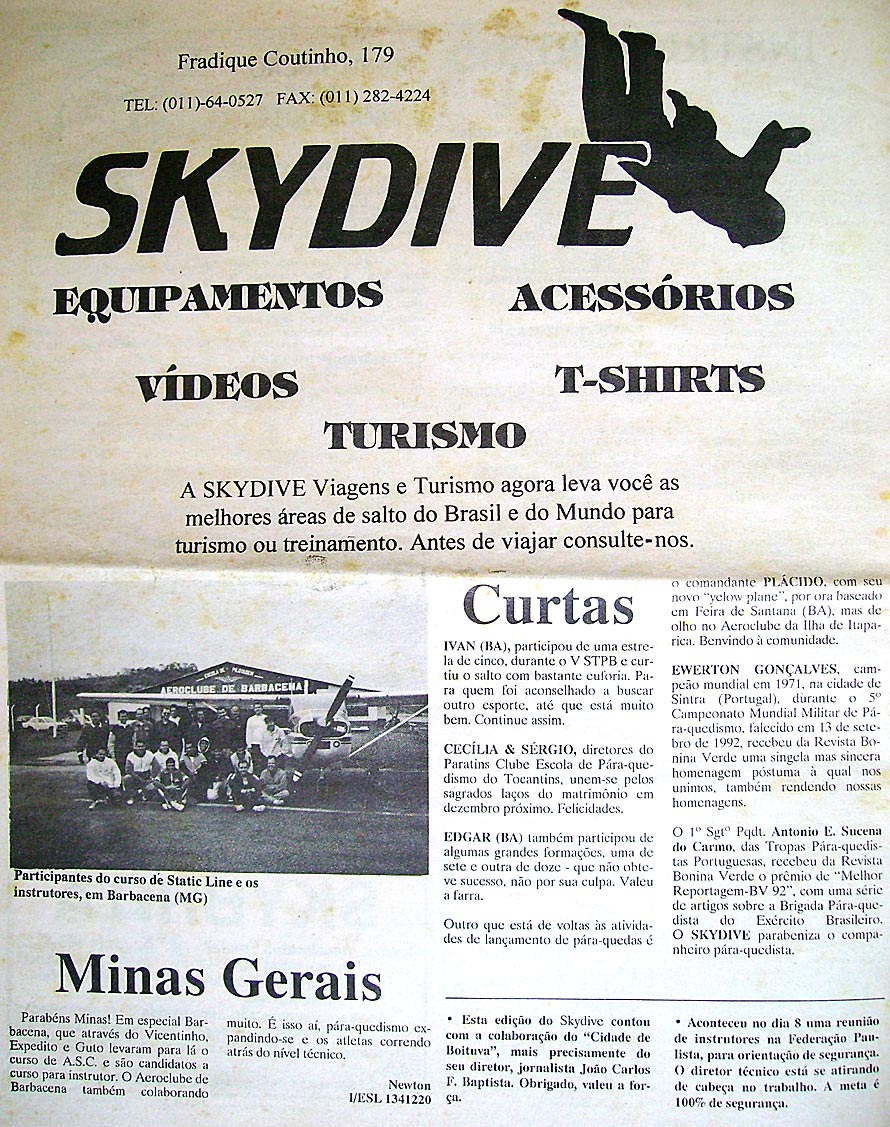 Fradique Coutinho, 179
TEL: (011)-64-0527 FAX: (011) 282-4224
SKYDIVE
EQUIPAMENTOS ACESSÓRIOS
VÍDEOS T-SHIRTS
TURISMO
A SKYDIVE Viagens e Turismo agora leva você as
melhores áreas de salto do Brasil e do Mundo para
turismo ou treinamento. Antes de viajar consulte-nos.
ESCOLA DE PILOTAGEM
AEROCLUBE DE BARBACENA
Participantes do curso de Static Line e os
instrutores, em Barbacena (MG)
Minas Gerais
Parabéns Minas! Em especial Bar-
bacena, que através do Vicentinho,
Expedito e Guto levaram para lá o
curso de A.S.C. e são candidatos a
curso para instrutor. O Aeroclube de
Barbacena também colaborando
muito. É isso aí, pára-quedismo ex-
pandindo-se e os atletas correndo
atrás do nível técnico.
Newton
I/ESL 1341220
Curtas
IVAN (BA), participou de uma estre-
la de cinco, durante o V STPB e cur-
tiu o salto com bastante euforia. Pa-
ra quem foi aconselhado a buscar
outro esporte, até que está muito
bem. Continue assim.
CECÍLIA & SÉRGIO, diretores do
Paratins Clube Escola de Pára-que-
dismo do Tocantins, unem-se pelos
sagrados laços do matrimônio em
dezembro próximo. Felicidades.
EDGAR (BA) também participou de
algumas grandes formações, uma de
sete e outra de doze - que não obte-
ve sucesso, não por sua culpa. Valeu
a farra.
Outro que está de voltas às ativida-
des de lançamento de pára-quedas é
o comandante PLÁCIDO, com seu
novo “yelow plane”, por ora baseado
em Feira de Santana (BA), mas de
olho no Aeroclube da Ilha de Itapa-
rica. Benvindo à comunidade.
EWERTON GONÇALVES, cam-
peão mundial em 1971, na cidade de
Sintra (Portugal), durante o 5º
Campeonato Mundial Militar de Pá-
ra-quedismo, falecido em 13 de sete-
bro de 1992, recebeu da Revista Bo-
nina Verde uma singela mas sincera
homenagem póstuma à qual nos
unimos, também rendendo nossas
homenagens.
O 1º Sgtº Pqdt. Antonio E. Sucena
do Carmo, das Tropas Pára-quedis-
tas Portuguesas, recebeu da Revista
Bonina Verde o prêmio de “Melhor
Reportagem-BV 92”, com uma série
de artigos sobre a Brigada Pára-que-
dista do Exército Brasileiro.
O SKYDIVE parabeniza o compa-
nheiro pára-quedista.
• Esta edição do Skydive contou
com a colaboração do “Cidade de
Boituva”, mais precisamente do
seu diretor, jornalista João Carlos
F. Baptista. Obrigado, valeu a for-
ça.
• Aconteceu no dia 8 uma reunião
de instrutores na Federação Pau-
lista, para orientação de segurança.
O diretor técnico está se atirando
de cabeça no trabalho. A meta é
100% de segurança.